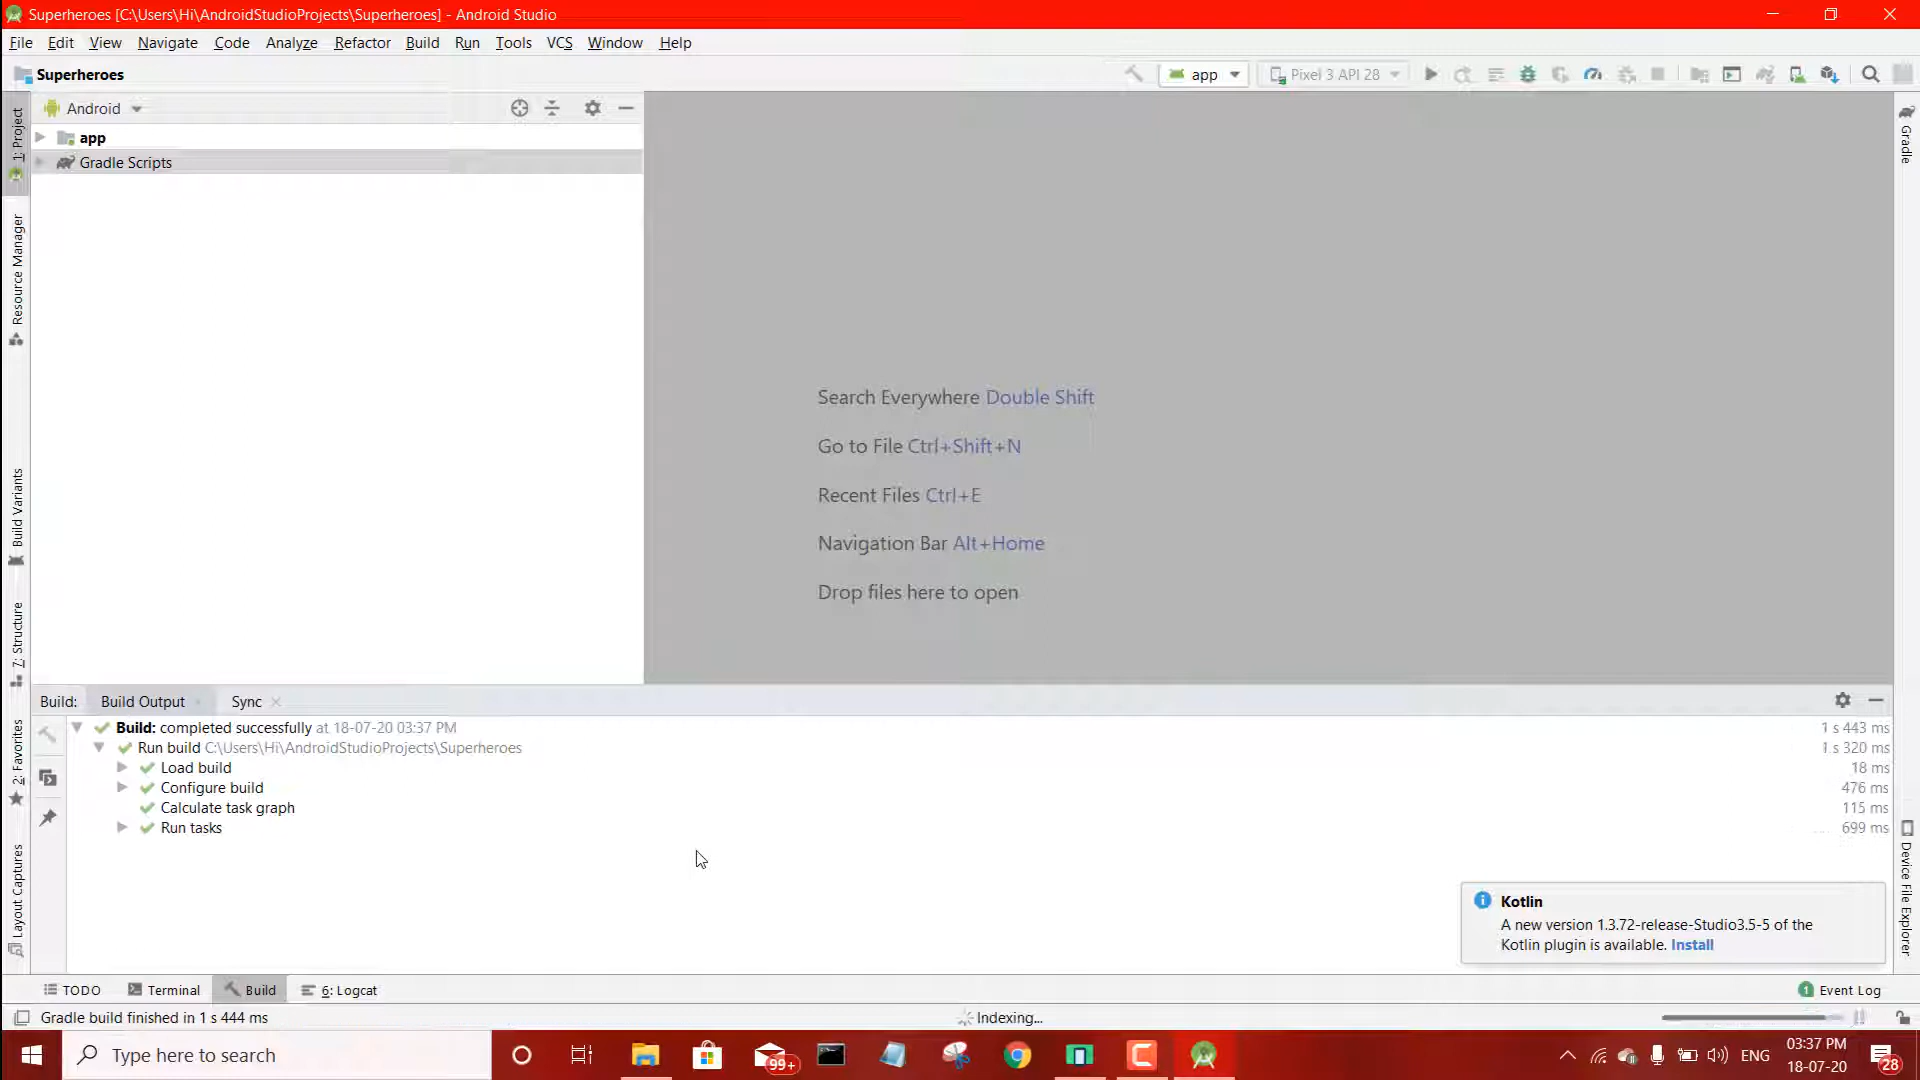 Superheroes [C:\Users\Hi\AndroidStudioProjects\Superheroes] - Android Studio
File Edit View Navigate Code Analyze Refactor Build Run Tools VCS Window Help
Superheroes
app
Pixel 3 API 28
Android
app
Gradle Scripts
1: Project
Resource Manager
Build Variants
7: Structure
2: Favorites
Layout Captures
Gradle
Device File Explorer
Search Everywhere Double Shift
Go to File Ctrl+Shift+N
Recent Files Ctrl+E
Navigation Bar Alt+Home
Drop files here to open
Build: Build Output Sync
Build: completed successfully at 18-07-20 03:37 PM 1 s 443 ms
Run build C:\Users\Hi\AndroidStudioProjects\Superheroes 1 s 320 ms
Load build 18 ms
Configure build 476 ms
Calculate task graph 115 ms
Run tasks 699 ms
Kotlin
A new version 1.3.72-release-Studio3.5-5 of the
Kotlin plugin is available. Install
TODO Terminal Build 6: Logcat 1 Event Log
Gradle build finished in 1 s 444 ms Indexing...
Type here to search
99+
ENG
03:37 PM
18-07-20
28